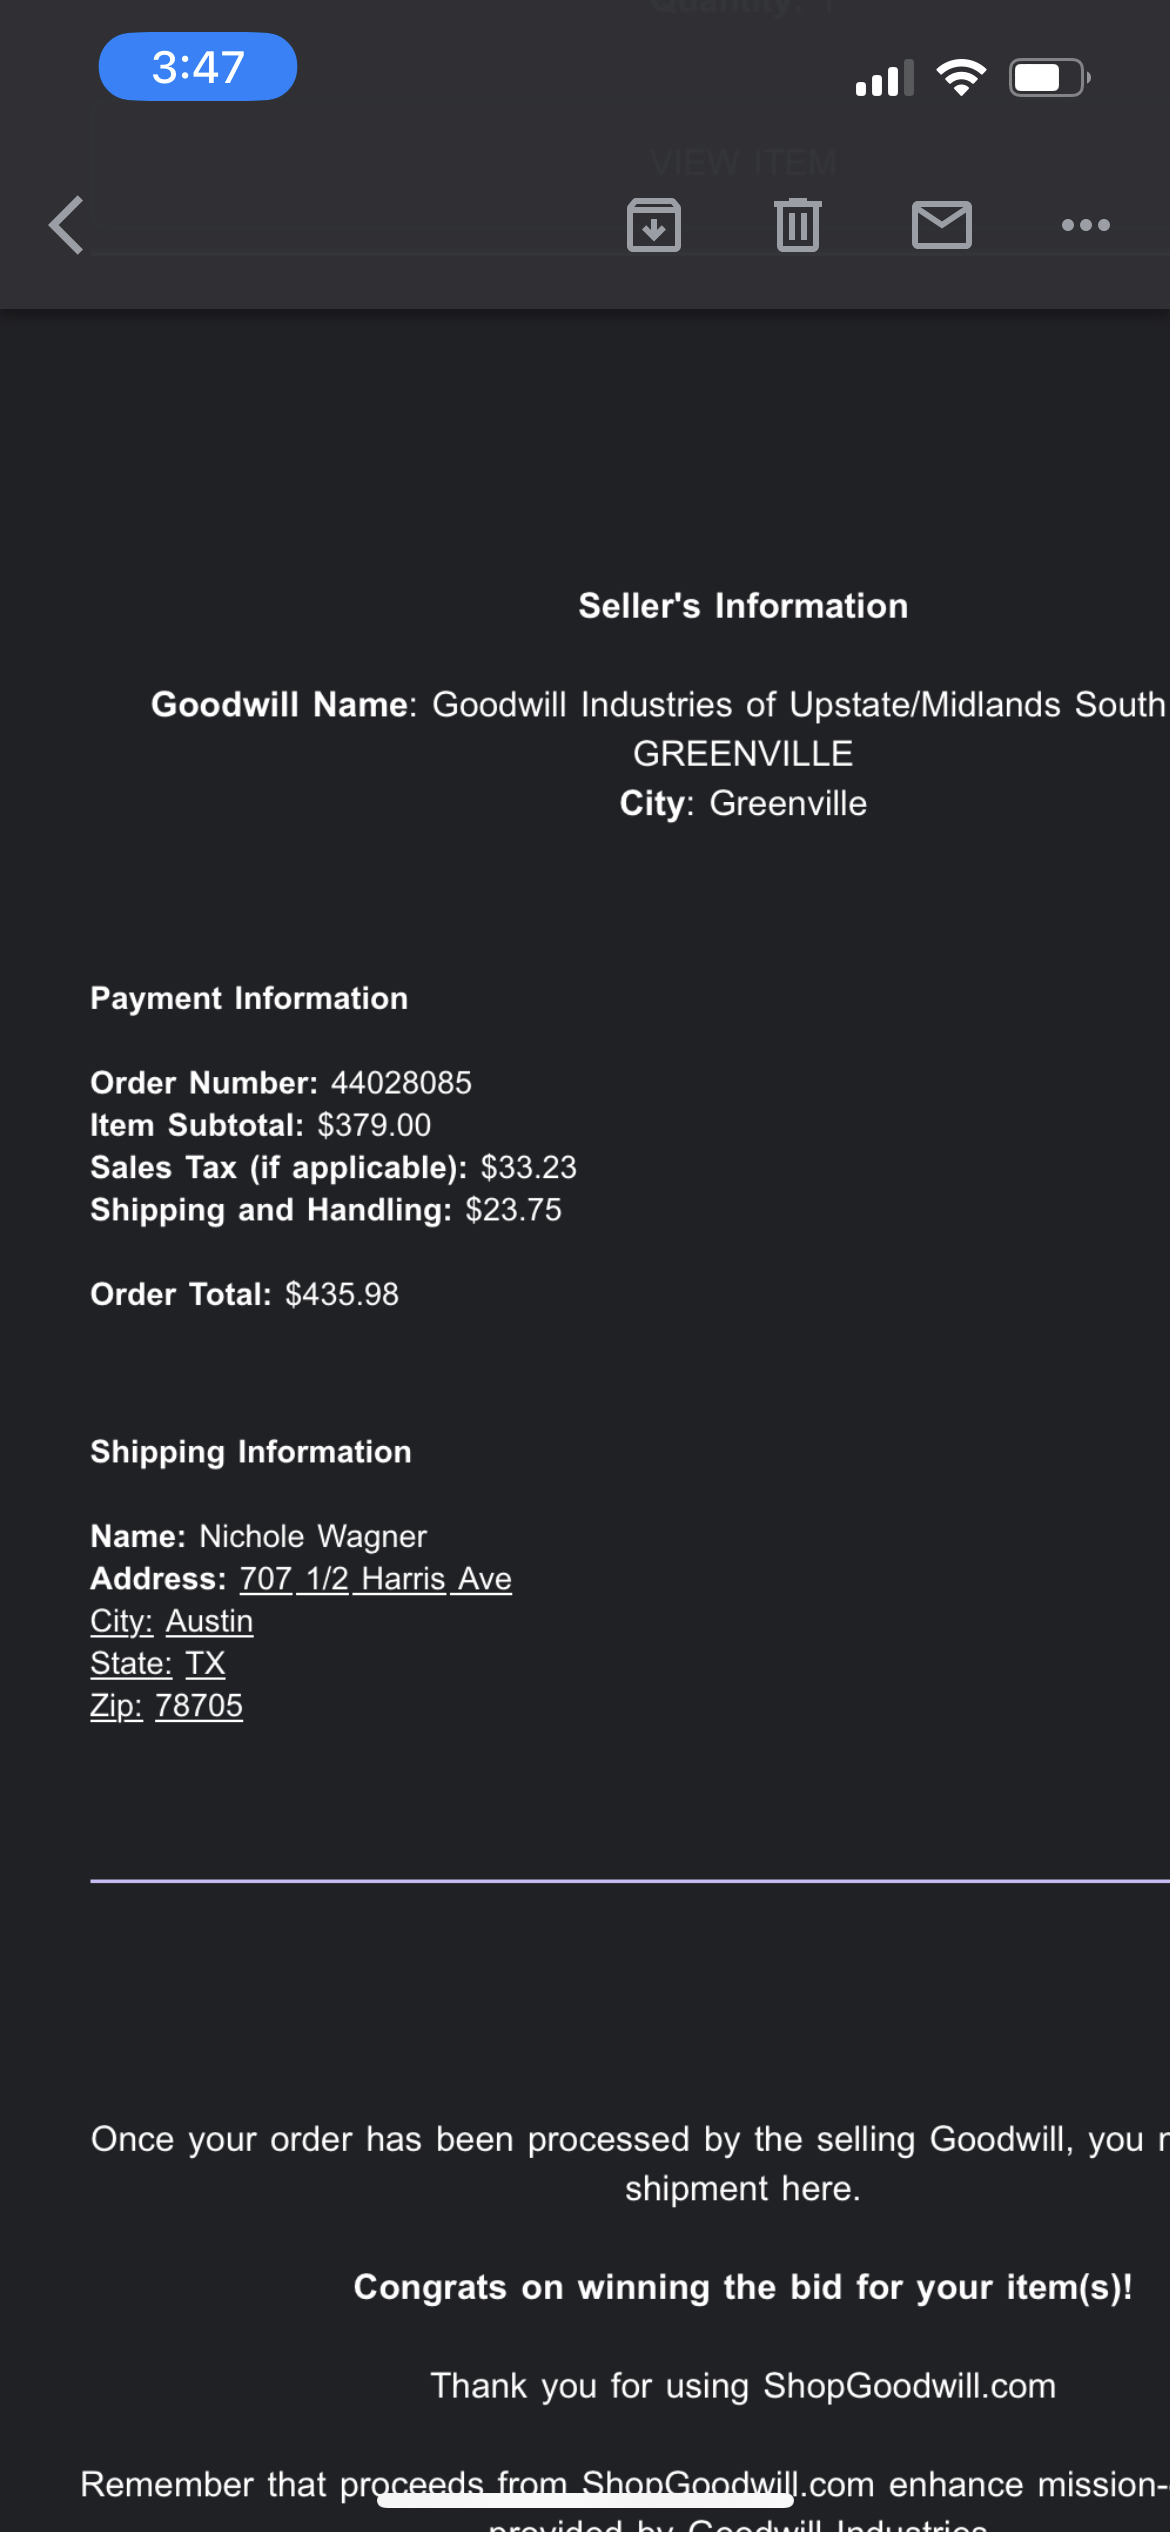 Quantity: 1
3:47
VIEW ITEM
Seller's Information
Goodwill Name: Goodwill Industries of Upstate/Midlands South
GREENVILLE
City: Greenville
Payment Information
Order Number: 44028085
Item Subtotal: $379.00
Sales Tax (if applicable): $33.23
Shipping and Handling: $23.75
Order Total: $435.98
Shipping Information
Name: Nichole Wagner
Address: 707 1/2 Harris Ave
City: Austin
State: TX
Zip: 78705
Once your order has been processed by the selling Goodwill, you
shipment here.
Congrats on winning the bid for your item(s)!
Thank you for using ShopGoodwill.com
Remember that proceeds from ShopGoodwill.com enhance mission-
provided by Goodwill Industries